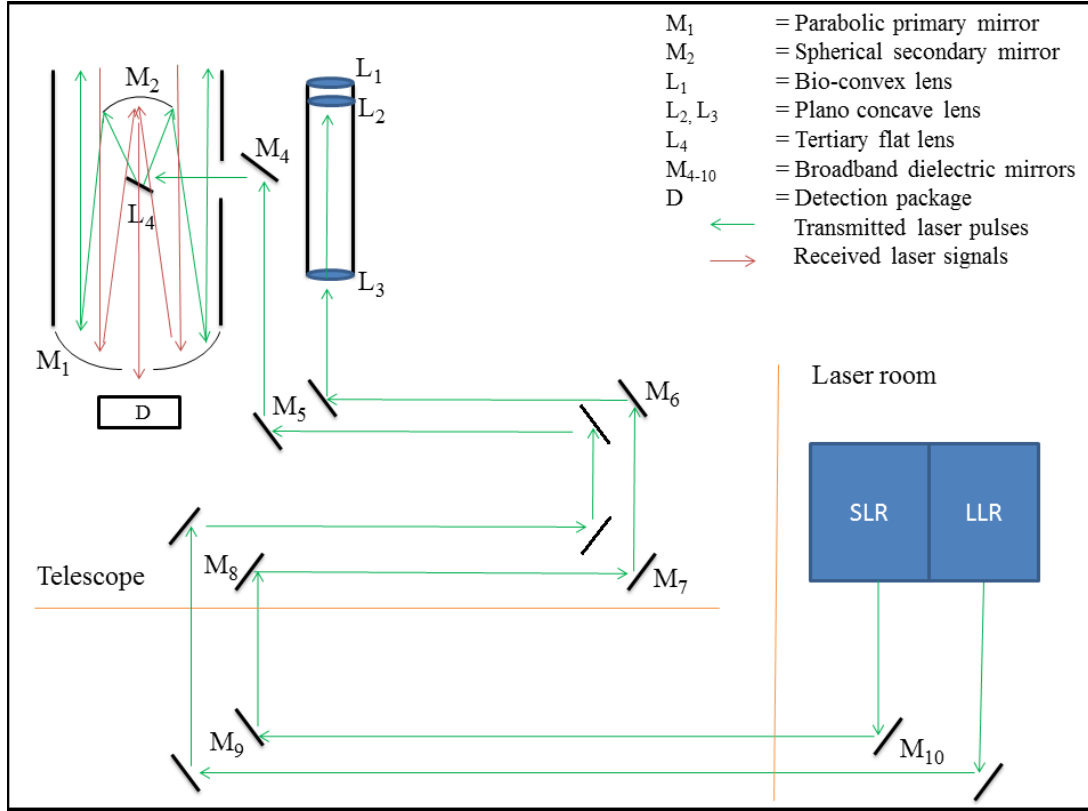 M1 = Parabolic primary mirror
M2 = Spherical secondary mirror
L1 = Bio-convex lens
L2, L3 = Plano concave lens
L4 = Tertiary flat lens
M4-10 = Broadband dielectric mirrors
D = Detection package
Transmitted laser pulses
Received laser signals
M2
L1
L2
M4
L4
L3
M1
D
M5
M6
Laser room
SLR
LLR
Telescope
M8
M7
M9
M10